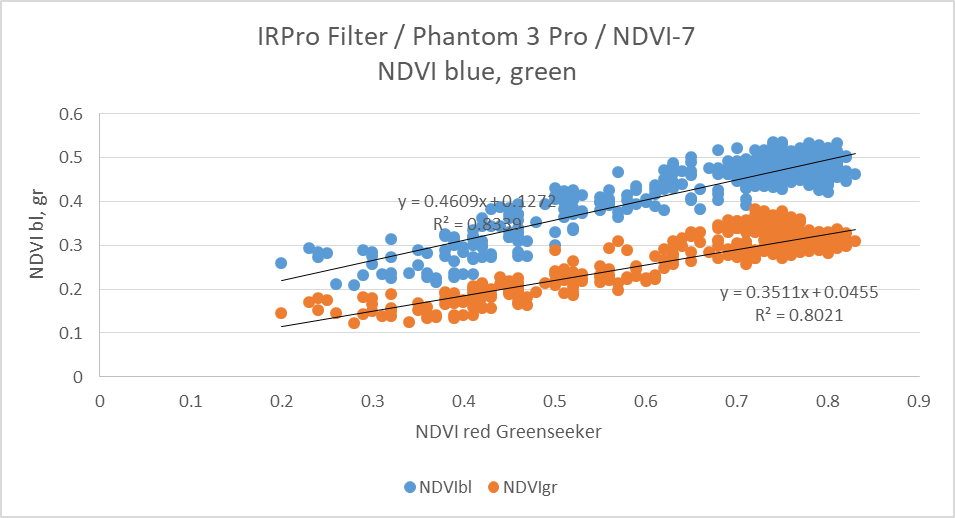 IRPro Filter / Phantom 3 Pro / NDVI-7
NDVI blue, green
0.6
0.5
0.4
0.3
0.2
0.1
0
NDVI bl, gr
y = 0.4609x + 0.1272
R² = 0.8339
y = 0.3511x + 0.0455
R² = 0.8021
0 0.1 0.2 0.3 0.4 0.5 0.6 0.7 0.8 0.9
NDVI red Greenseeker
NDVIbl NDVIgr